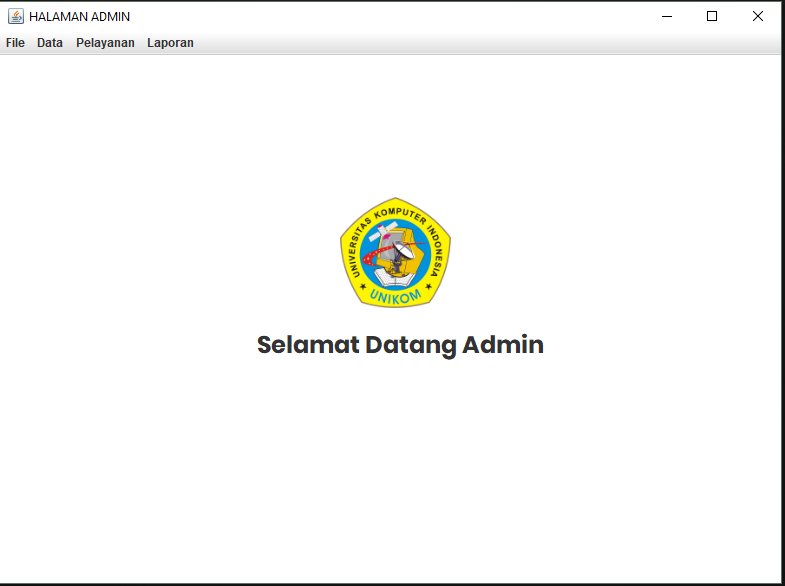 HALAMAN ADMIN
File Data Pelayanan Laporan
UNIVERSITAS KOMPUTER INDONESIA
UNIKOM
Selamat Datang Admin